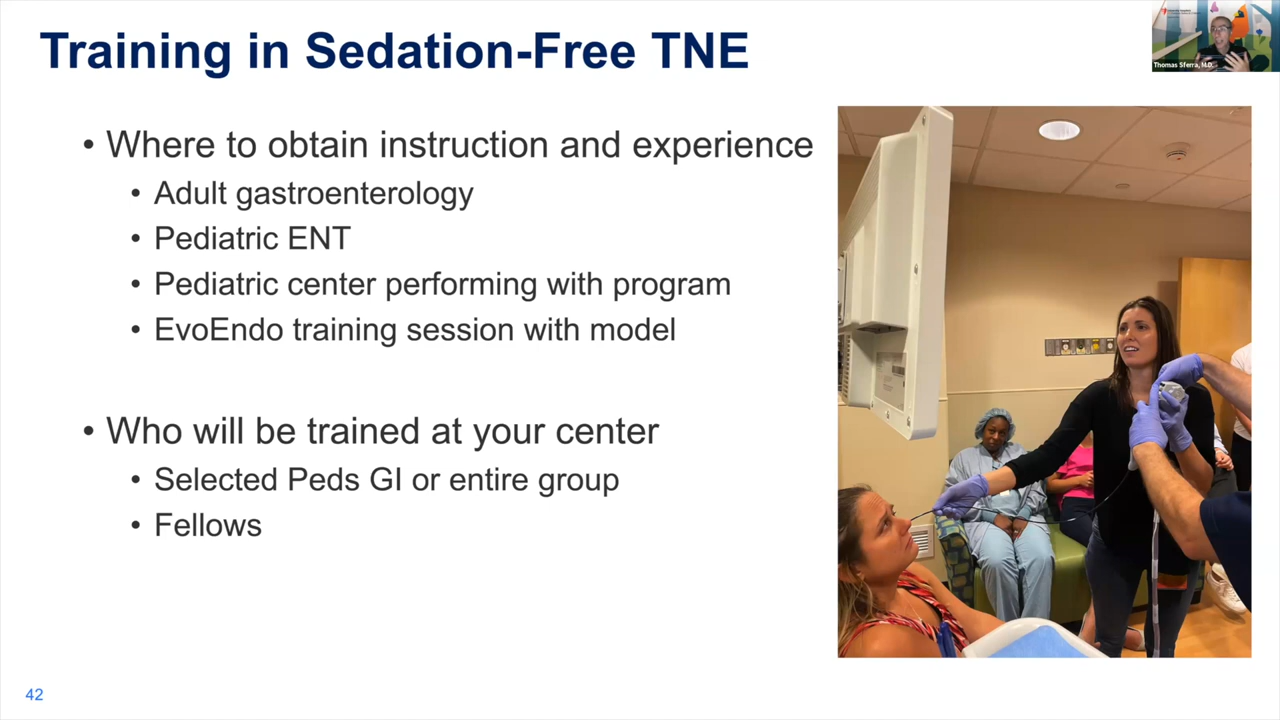 Training in Sedation-Free TNE
Thomas Sferra, M.D.
• Where to obtain instruction and experience
• Adult gastroenterology
• Pediatric ENT
• Pediatric center performing with program
• EvoEndo training session with model
• Who will be trained at your center
• Selected Peds GI or entire group
• Fellows
42